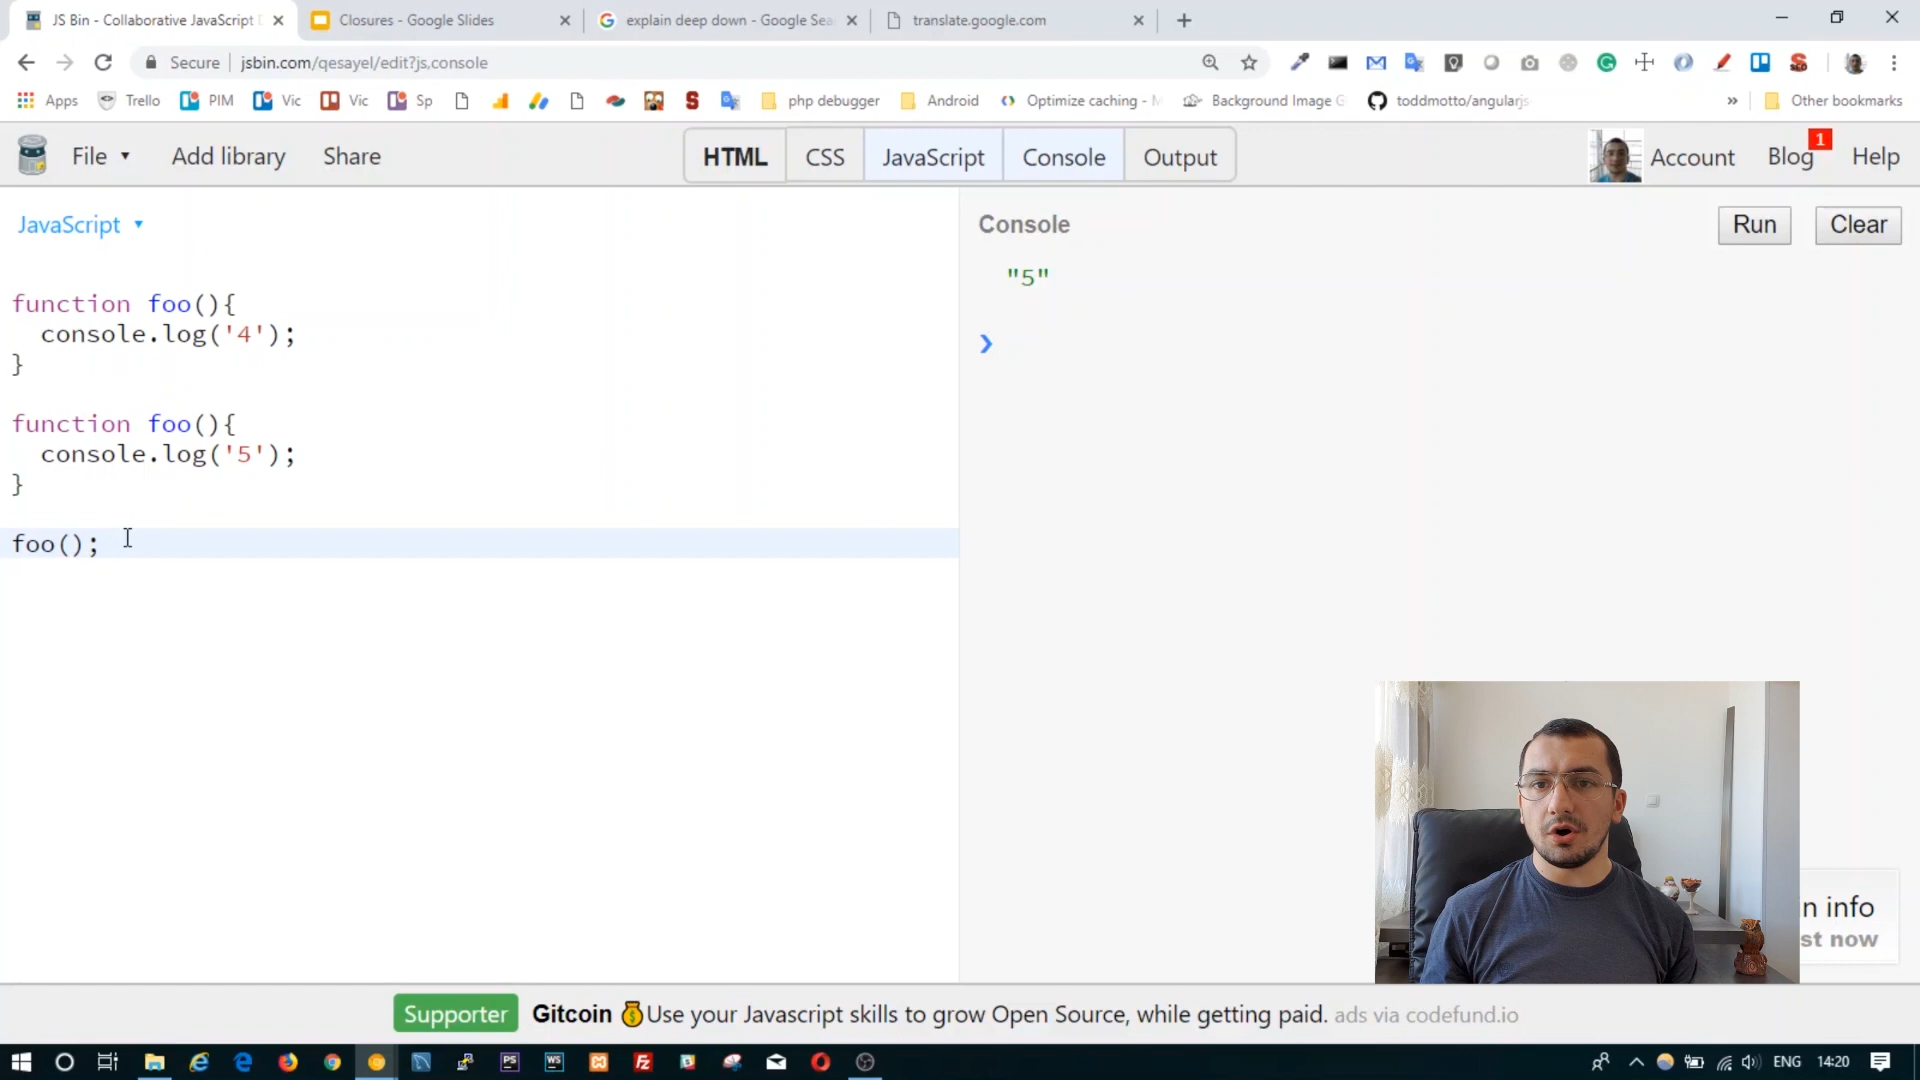 JS Bin - Collaborative JavaScript D
Closures - Google Slides
explain deep down - Google Sea
translate.google.com
Secure
jsbin.com/qesayel/edit?js,console
Apps
Trello
PIM
Vic
Vic
Sp
php debugger
Android
Optimize caching - M
Background Image G
toddmotto/angularjs
»
Other bookmarks
File
Add library
Share
HTML
CSS
JavaScript
Console
Output
Account
Blog
1
Help
JavaScript
Console
Run
Clear
function foo(){
console.log('4');
}
function foo(){
console.log('5');
}
foo();
"5"
n info
st now
Supporter
Gitcoin Use your Javascript skills to grow Open Source, while getting paid. ads via codefund.io
PS
WS
ENG
14:20